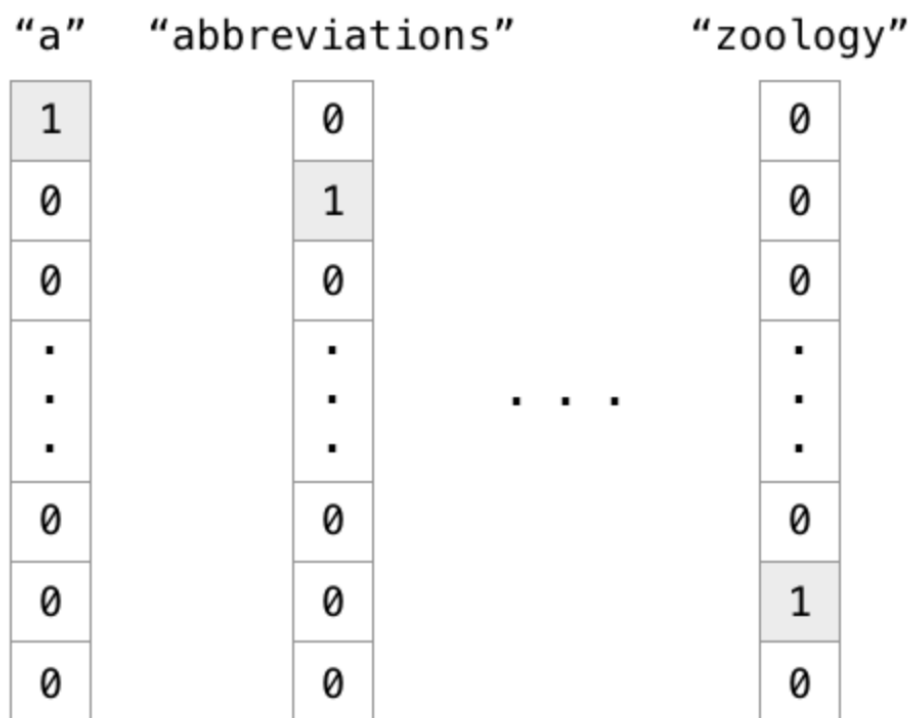 “a” “abbreviations” “zoology”
1 0 0
0 1 0
0 0 0
. . .
. . . . . .
. . .
0 0 0
0 0 1
0 0 0